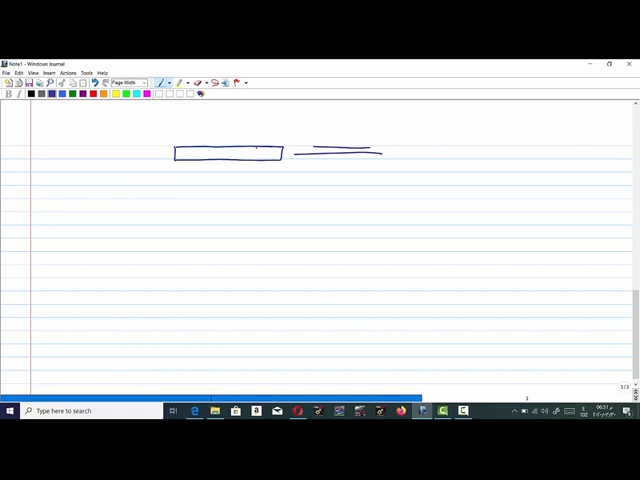 Note1 - Windows Journal
File Edit View Insert Actions Tools Help
Page Width
B I
3/3
Type here to search
06:51 م